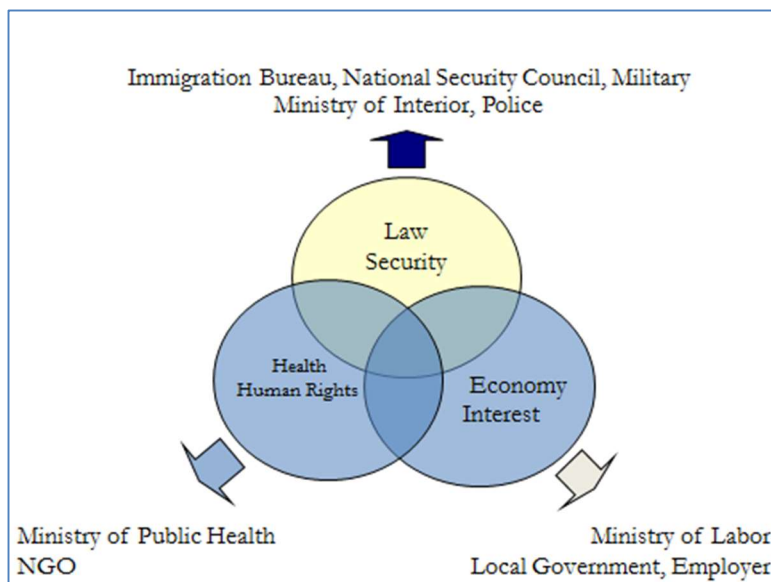 Immigration Bureau, National Security Council, Military
Ministry of Interior, Police
Law
Security
Health
Human Rights
Economy
Interest
Ministry of Public Health
NGO
Ministry of Labor
Local Government, Employer